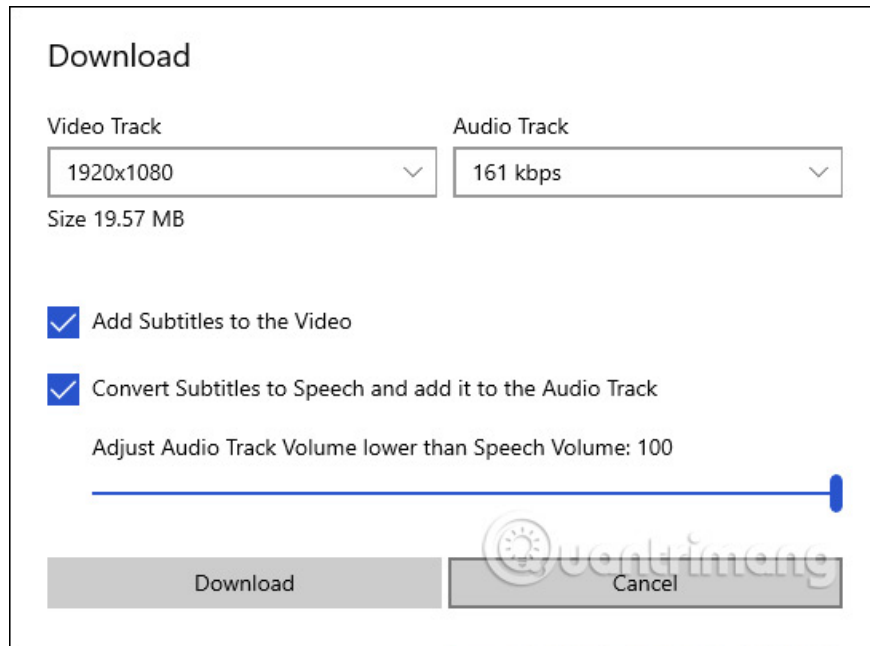 Download
Video Track
Audio Track
1920x1080
161 kbps
Size 19.57 MB
Add Subtitles to the Video
Convert Subtitles to Speech and add it to the Audio Track
Adjust Audio Track Volume lower than Speech Volume: 100
Quantrimang
Download
Cancel